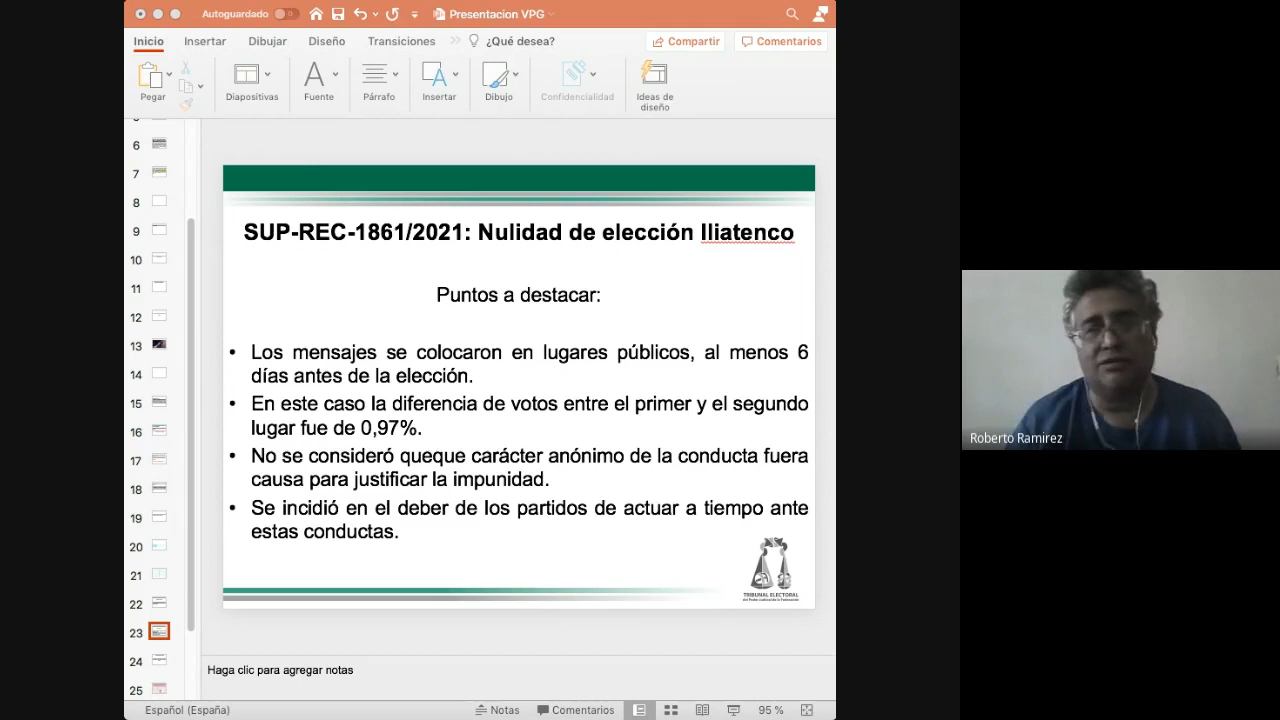 Autoguardado
Presentacion VPG
Inicio Insertar Dibujar Diseño Transiciones ¿Qué desea? Compartir Comentarios
Pegar Diapositivas Fuente Párrafo Insertar Dibujo Confidencialidad Ideas de diseño
6
7
8
9
10
11
12
13
14
15
16
17
18
19
20
21
22
23
24
25
SUP-REC-1861/2021: Nulidad de elección Iliatenco
Puntos a destacar:
• Los mensajes se colocaron en lugares públicos, al menos 6
días antes de la elección.
• En este caso la diferencia de votos entre el primer y el segundo
lugar fue de 0,97%.
• No se consideró queque carácter anónimo de la conducta fuera
causa para justificar la impunidad.
• Se incidió en el deber de los partidos de actuar a tiempo ante
estas conductas.
TRIBUNAL ELECTORAL
del Poder Judicial de la Federación
Haga clic para agregar notas
Español (España) Notas Comentarios 95 %
Roberto Ramirez